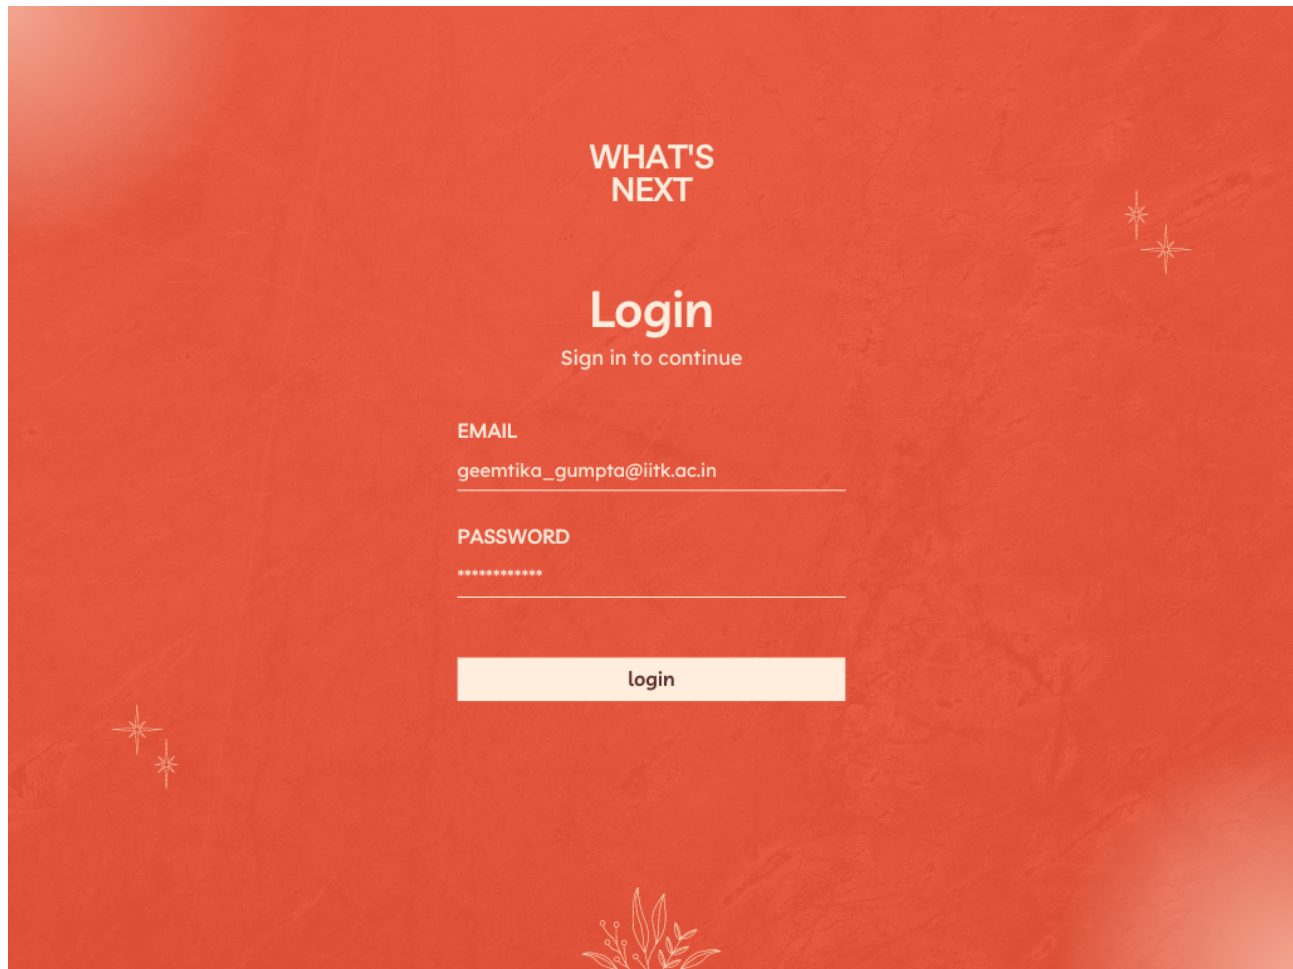 WHAT'S
NEXT
Login
Sign in to continue
EMAIL
geemtika_gumpta@iitk.ac.in
PASSWORD
************
login